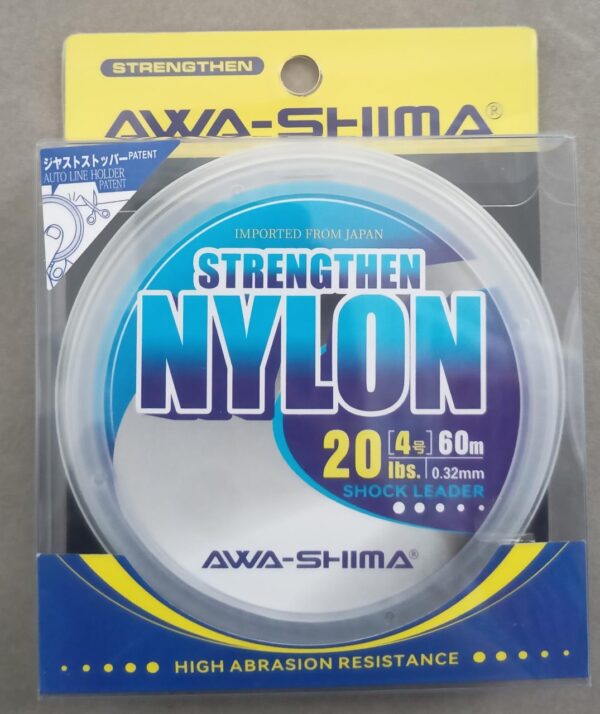 STRENGTHEN
AWA-SHIMA®
ジャストストッパー PATENT
AUTO LINE HOLDER
PATENT
IMPORTED FROM JAPAN
STRENGTHEN
NYLON
20 lbs. [4号] 60m
0.32mm
SHOCK LEADER
AWA-SHIMA®
HIGH ABRASION RESISTANCE